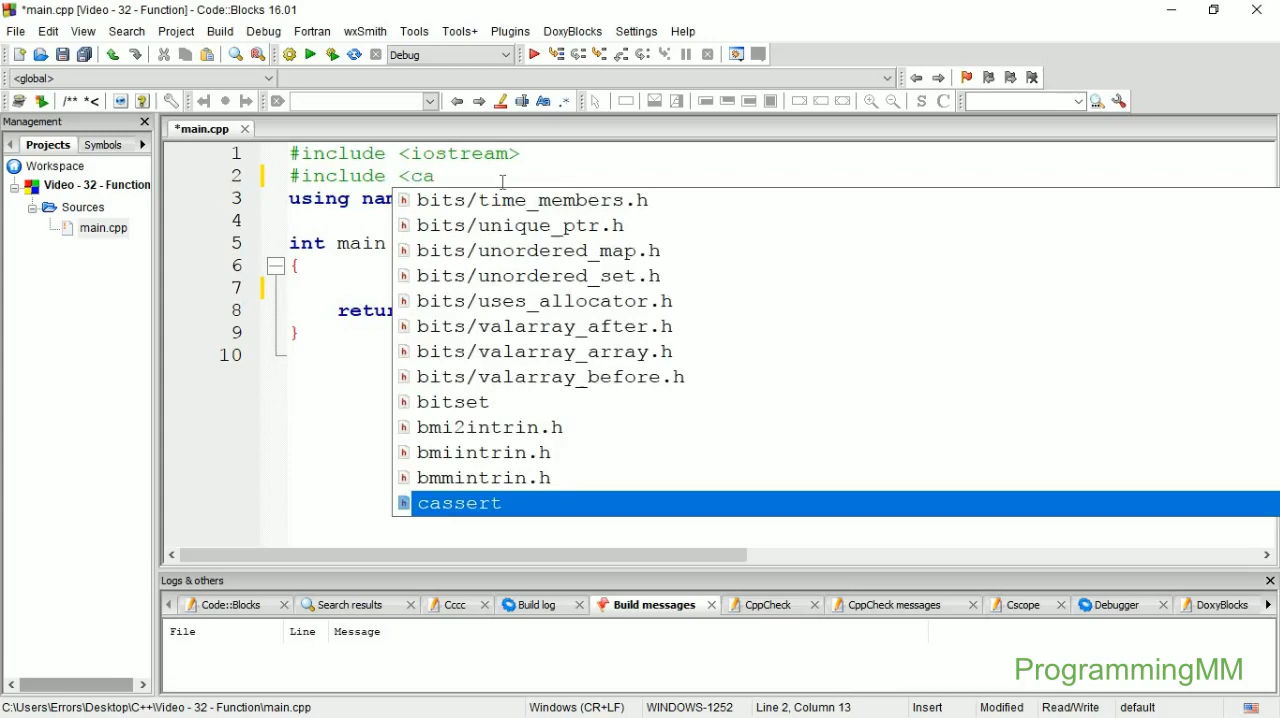 *main.cpp [Video - 32 - Function] - Code::Blocks 16.01
File Edit View Search Project Build Debug Fortran wxSmith Tools Tools+ Plugins DoxyBlocks Settings Help
Debug
<global>
/** *<
S C
Management
*main.cpp
Projects Symbols
Workspace
Video - 32 - Function
Sources
main.cpp
1 #include <iostream>
2 #include <ca
3 using nam
4
5 int main
6 {
7
8 retur
9 }
10
bits/time_members.h
bits/unique_ptr.h
bits/unordered_map.h
bits/unordered_set.h
bits/uses_allocator.h
bits/valarray_after.h
bits/valarray_array.h
bits/valarray_before.h
bitset
bmi2intrin.h
bmiintrin.h
bmmintrin.h
cassert
Logs & others
Code::Blocks Search results Cccc Build log Build messages CppCheck CppCheck messages Cscope Debugger DoxyBlocks
File Line Message
ProgrammingMM
C:\Users\Errors\Desktop\C++\Video - 32 - Function\main.cpp Windows (CR+LF) WINDOWS-1252 Line 2, Column 13 Insert Modified Read/Write default